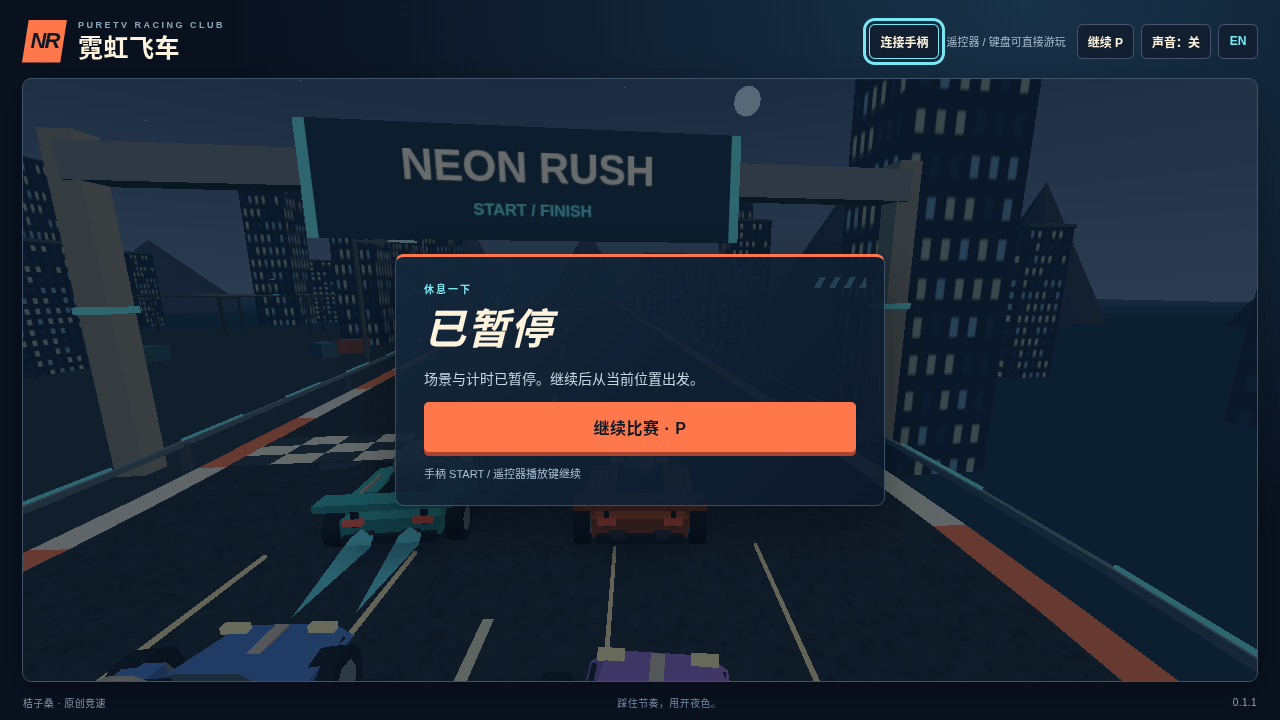 NR
PURETV RACING CLUB
霓虹飞车
连接手柄
遥控器 / 键盘可直接游玩
继续 P
声音: 关
EN
NEON RUSH
START / FINISH
休息一下
已暂停
场景与计时已暂停。继续后从当前位置出发。
继续比赛 · P
手柄 START / 遥控器播放键继续
桔子桑 · 原创竞速
踩住节奏，甩开夜色。
0.1.1